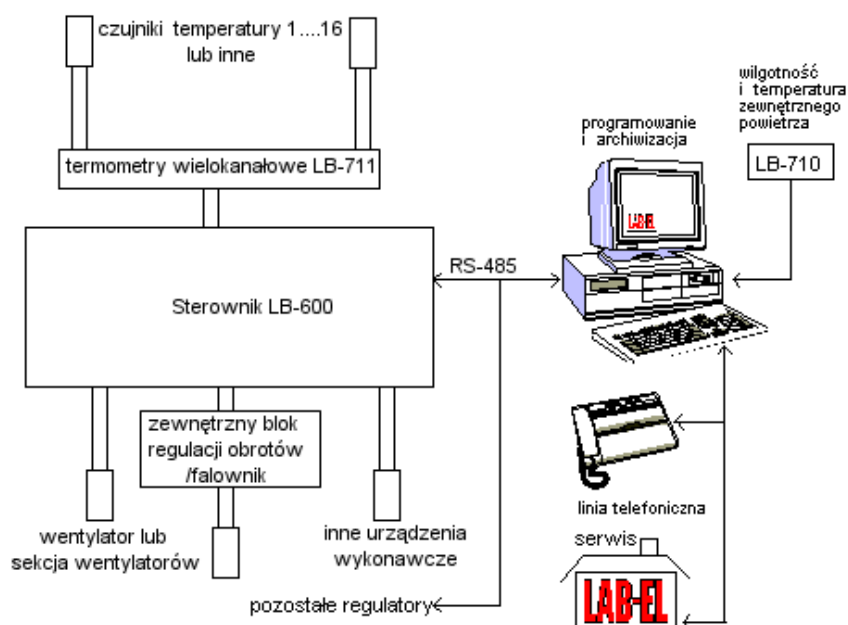 czujniki temperatury 1....16
lub inne
termometry wielokanałowe LB-711
Sterownik LB-600
RS-485
zewnętrzny blok
regulacji obrotów
/falownik
wentylator lub
sekcja wentylatorów
inne urządzenia
wykonawcze
pozostałe regulatory
programowanie
i archiwizacja
LAB-EL
wilgotność
i temperatura
zewnętrznego
powietrza
LB-710
linia telefoniczna
serwis
LAB-EL